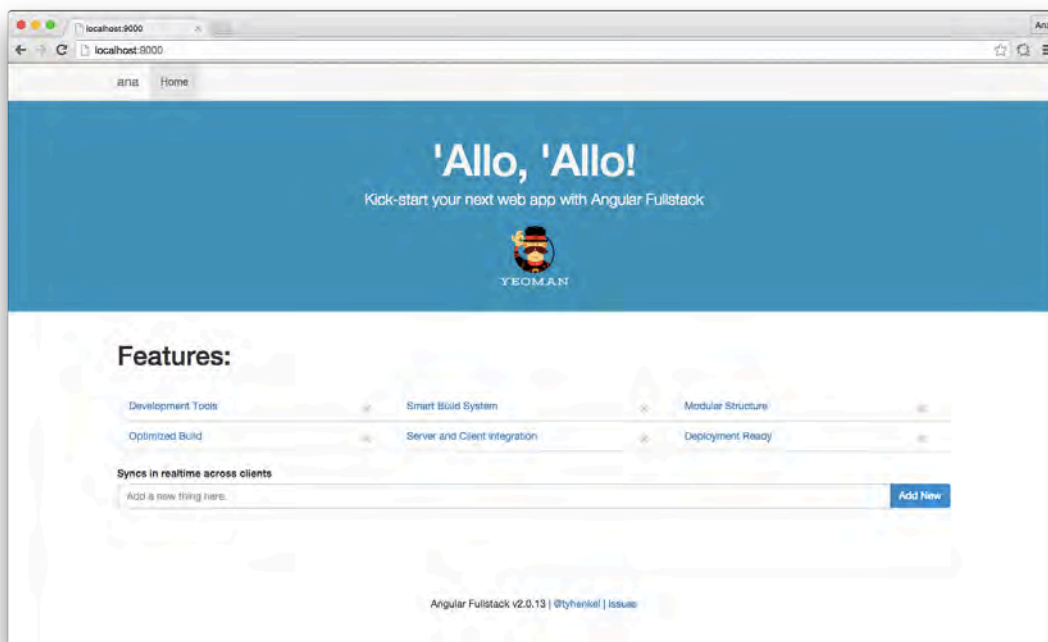 localhost:9000
Ana
localhost:9000
ana Home
'Allo, 'Allo!
Kick-start your next web app with Angular Fullstack
YEOMAN
Features:
Development Tools Smart Build System Modular Structure
Optimized Build Server and Client integration Deployment Ready
Syncs in realtime across clients
Add a new thing here. Add New
Angular Fullstack v2.0.13 | @tyhenkel | Issues